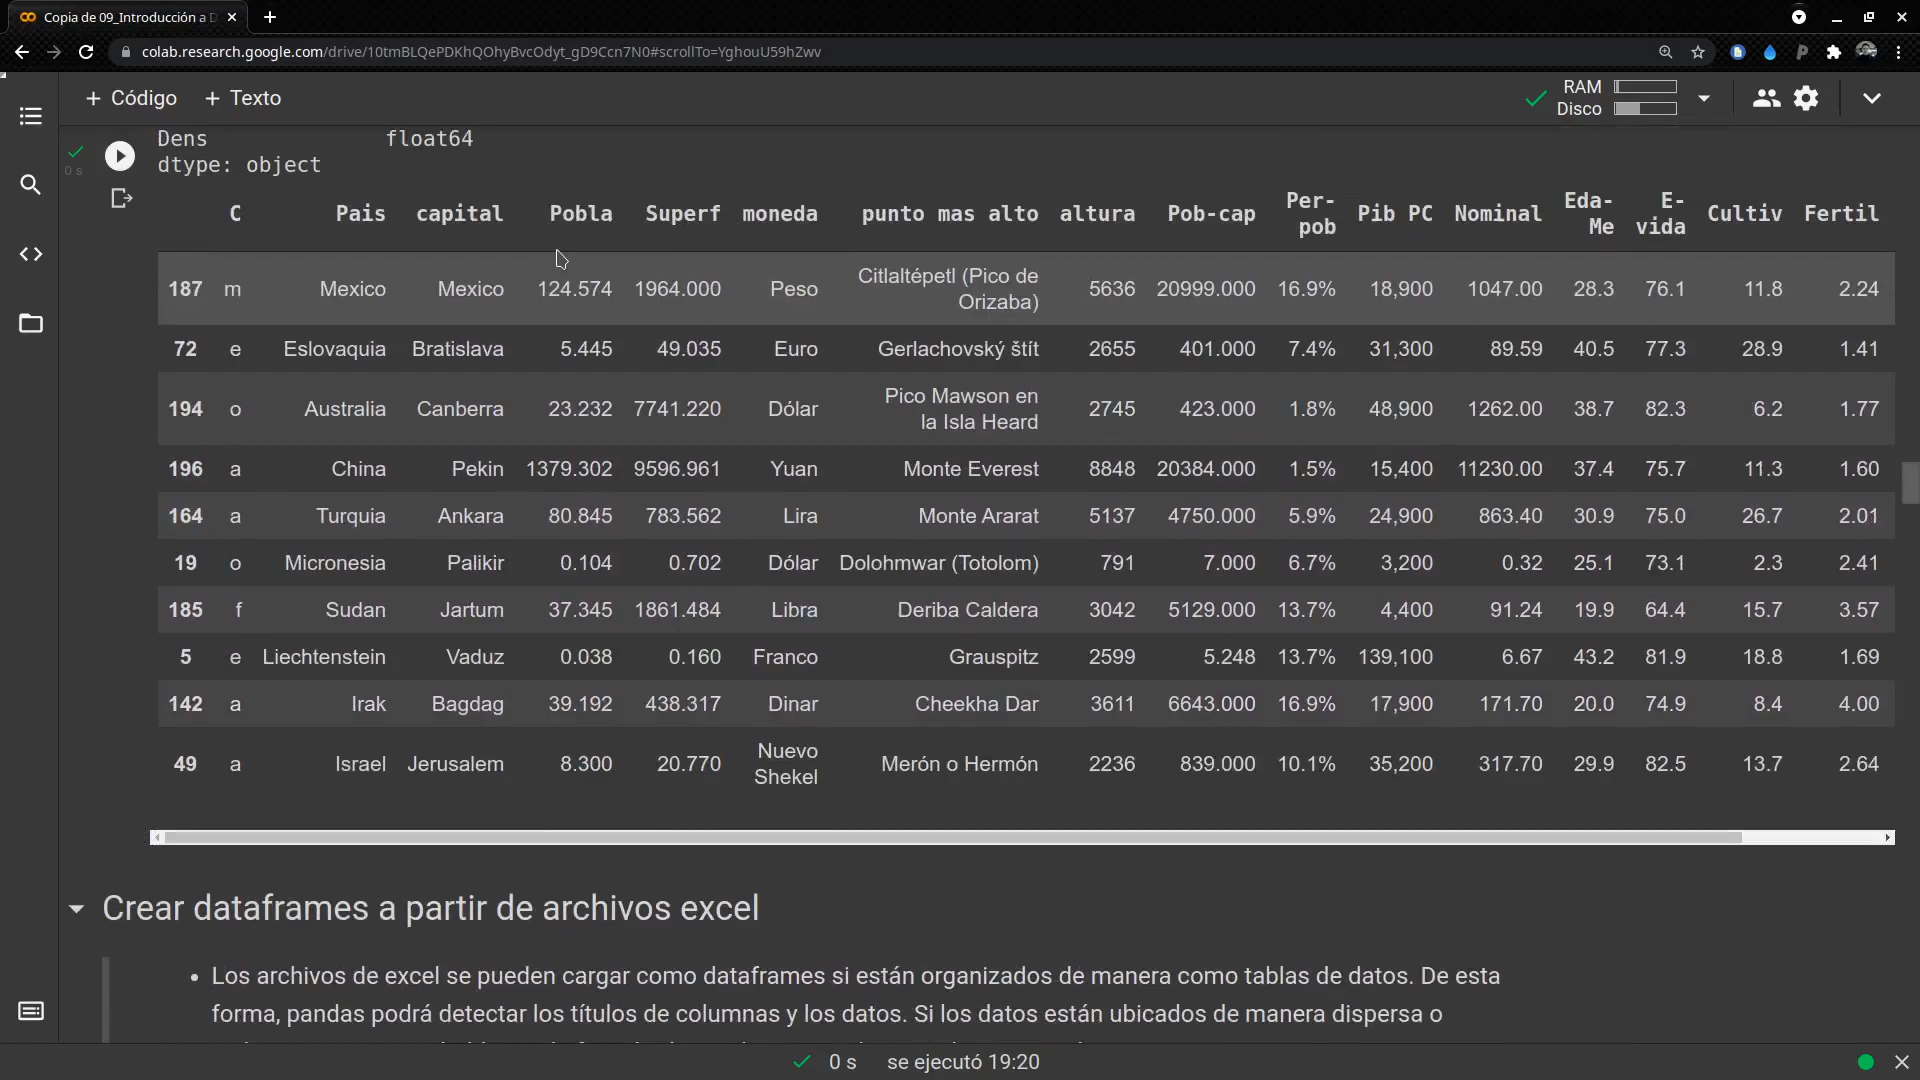 Copia de 09_Introducción a D
colab.research.google.com/drive/10tmBLQePDKhQOhyBvcOdyt_gD9Ccn7N0#scrollTo=YghouU59hZwv
+ Código + Texto
RAM
Disco
Dens float64
0 s
dtype: object
C Pais capital Pobla Superf moneda punto mas alto altura Pob-cap Per-pob Pib PC Nominal Eda-Me E-vida Cultiv Fertil
187 m Mexico Mexico 124.574 1964.000 Peso Citlaltépetl (Pico de Orizaba) 5636 20999.000 16.9% 18,900 1047.00 28.3 76.1 11.8 2.24
72 e Eslovaquia Bratislava 5.445 49.035 Euro Gerlachovský štít 2655 401.000 7.4% 31,300 89.59 40.5 77.3 28.9 1.41
194 o Australia Canberra 23.232 7741.220 Dólar Pico Mawson en la Isla Heard 2745 423.000 1.8% 48,900 1262.00 38.7 82.3 6.2 1.77
196 a China Pekin 1379.302 9596.961 Yuan Monte Everest 8848 20384.000 1.5% 15,400 11230.00 37.4 75.7 11.3 1.60
164 a Turquia Ankara 80.845 783.562 Lira Monte Ararat 5137 4750.000 5.9% 24,900 863.40 30.9 75.0 26.7 2.01
19 o Micronesia Palikir 0.104 0.702 Dólar Dolohmwar (Totolom) 791 7.000 6.7% 3,200 0.32 25.1 73.1 2.3 2.41
185 f Sudan Jartum 37.345 1861.484 Libra Deriba Caldera 3042 5129.000 13.7% 4,400 91.24 19.9 64.4 15.7 3.57
5 e Liechtenstein Vaduz 0.038 0.160 Franco Grauspitz 2599 5.248 13.7% 139,100 6.67 43.2 81.9 18.8 1.69
142 a Irak Bagdag 39.192 438.317 Dinar Cheekha Dar 3611 6643.000 16.9% 17,900 171.70 20.0 74.9 8.4 4.00
49 a Israel Jerusalem 8.300 20.770 Nuevo Shekel Merón o Hermón 2236 839.000 10.1% 35,200 317.70 29.9 82.5 13.7 2.64
Crear dataframes a partir de archivos excel
• Los archivos de excel se pueden cargar como dataframes si están organizados de manera como tablas de datos. De esta
forma, pandas podrá detectar los títulos de columnas y los datos. Si los datos están ubicados de manera dispersa o
0 s se ejecutó 19:20